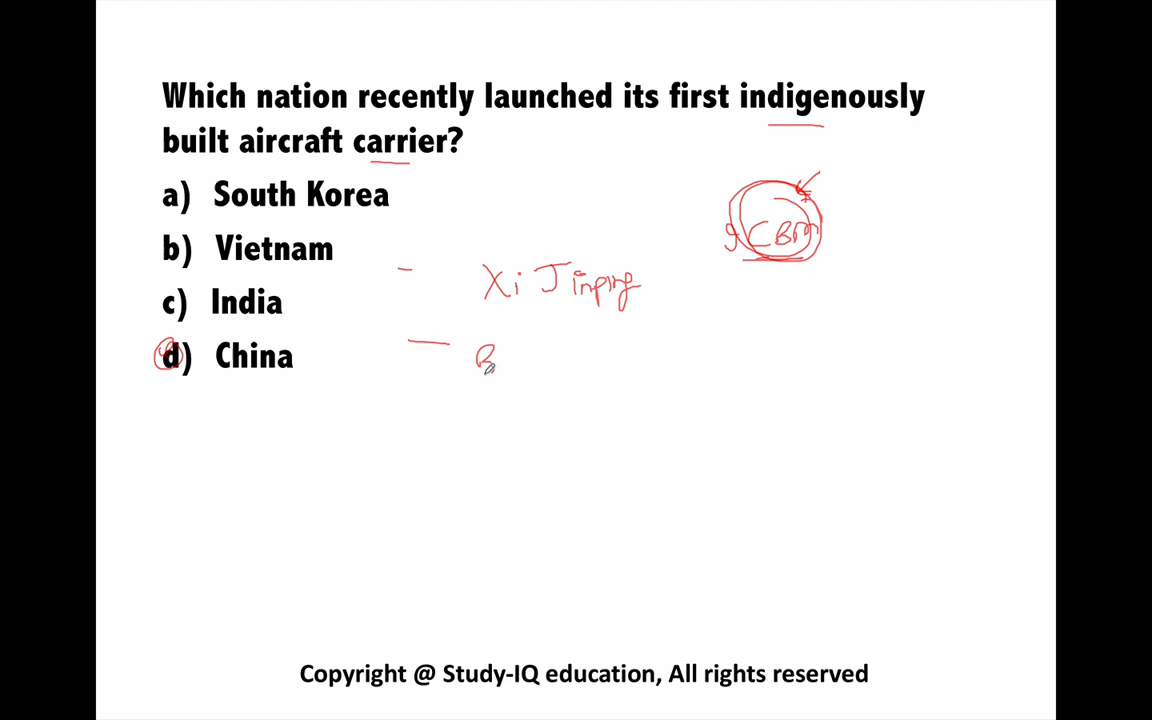 Which nation recently launched its first indigenously
built aircraft carrier?
a) South Korea
b) Vietnam
c) India
d) China
ICBM
Xi Jinping
B
Copyright @ Study-IQ education, All rights reserved